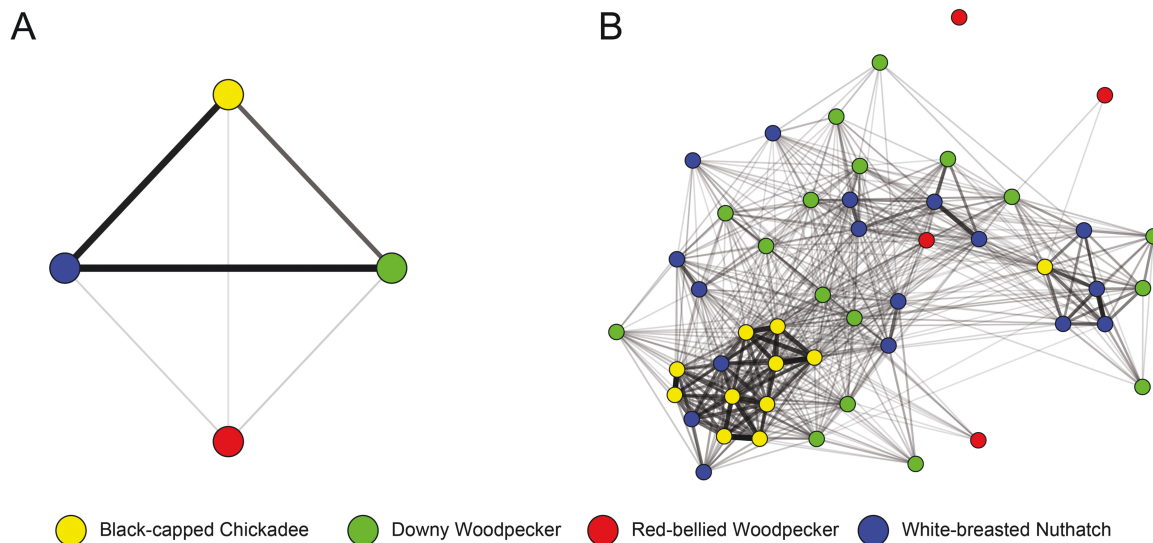 A
B
Black-capped Chickadee
Downy Woodpecker
Red-bellied Woodpecker
White-breasted Nuthatch